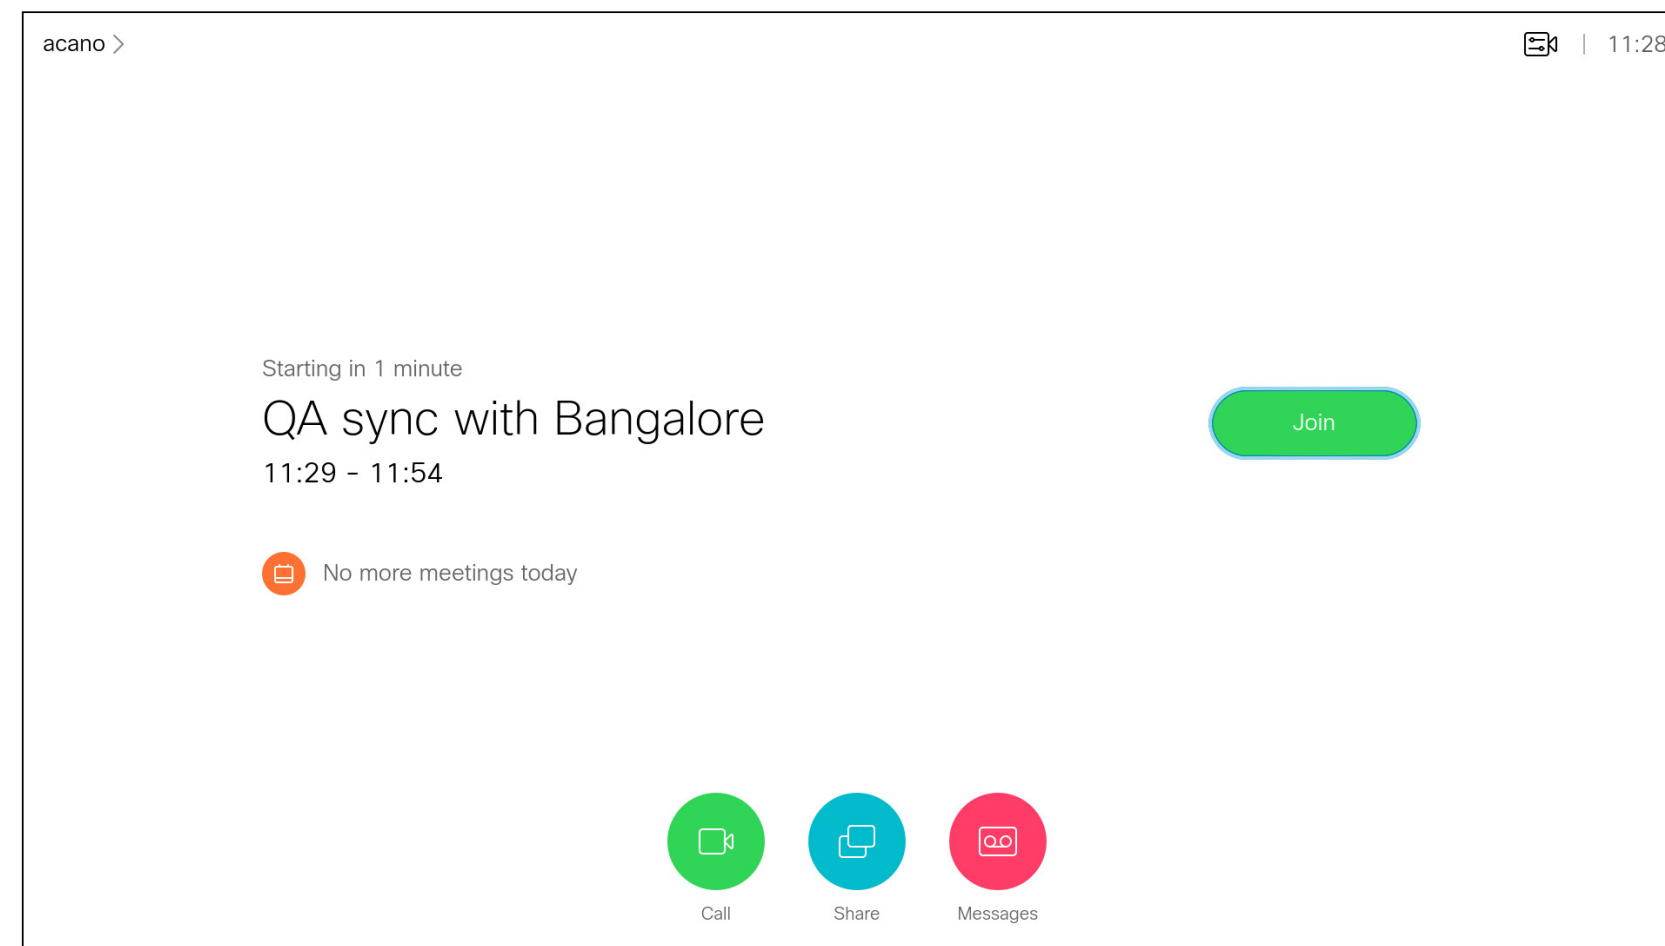 acano
11:28
Starting in 1 minute
QA sync with Bangalore
11:29 - 11:54
Join
No more meetings today
Call
Share
Messages